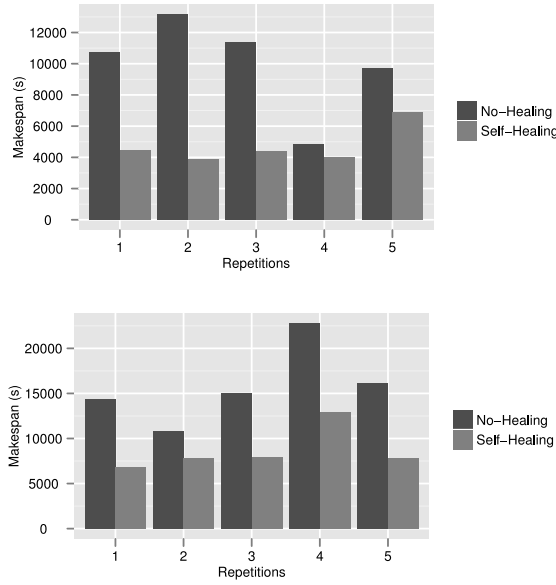 Makespan (s)
12000
10000
8000
6000
4000
2000
0
1 2 3 4 5
Repetitions
No−Healing
Self−Healing
Makespan (s)
20000
15000
10000
5000
0
1 2 3 4 5
Repetitions
No−Healing
Self−Healing